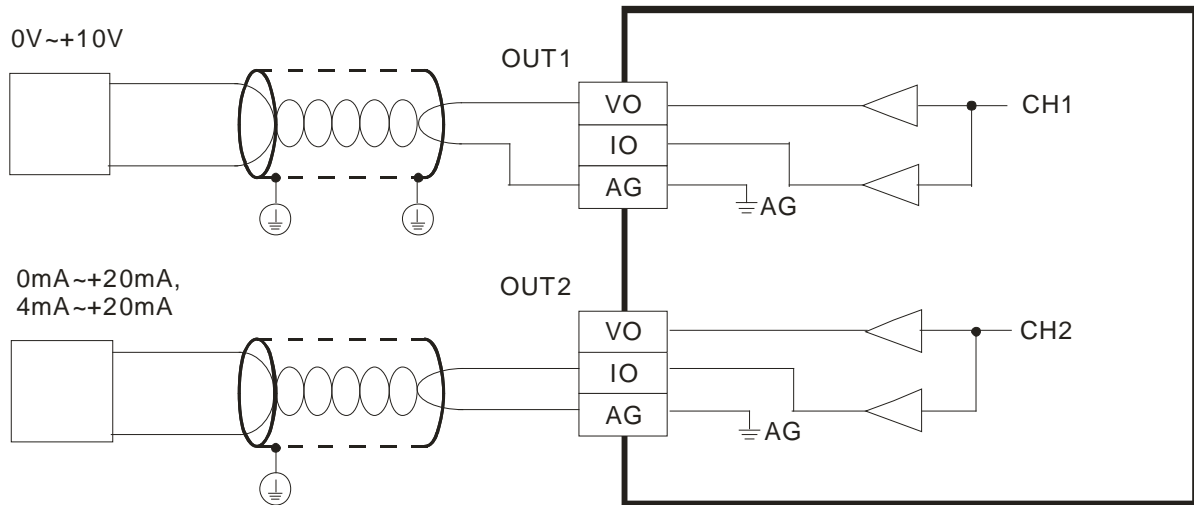 0V~+10V
OUT1
VO
CH1
IO
AG
AG
0mA~+20mA,
4mA~+20mA
OUT2
VO
CH2
IO
AG
AG